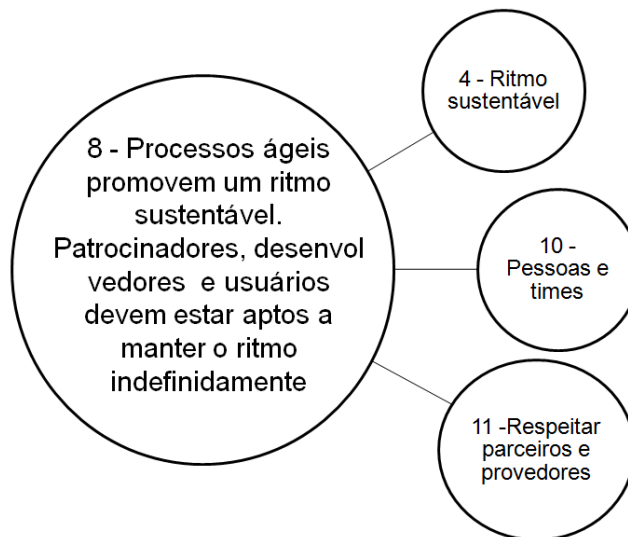 8 - Processos ágeis
promovem um ritmo
sustentável.
Patrocinadores, desenvol
vedores e usuários
devem estar aptos a
manter o ritmo
indefinidamente
4 - Ritmo
sustentável
10 -
Pessoas e
times
11 -Respeitar
parceiros e
provedores